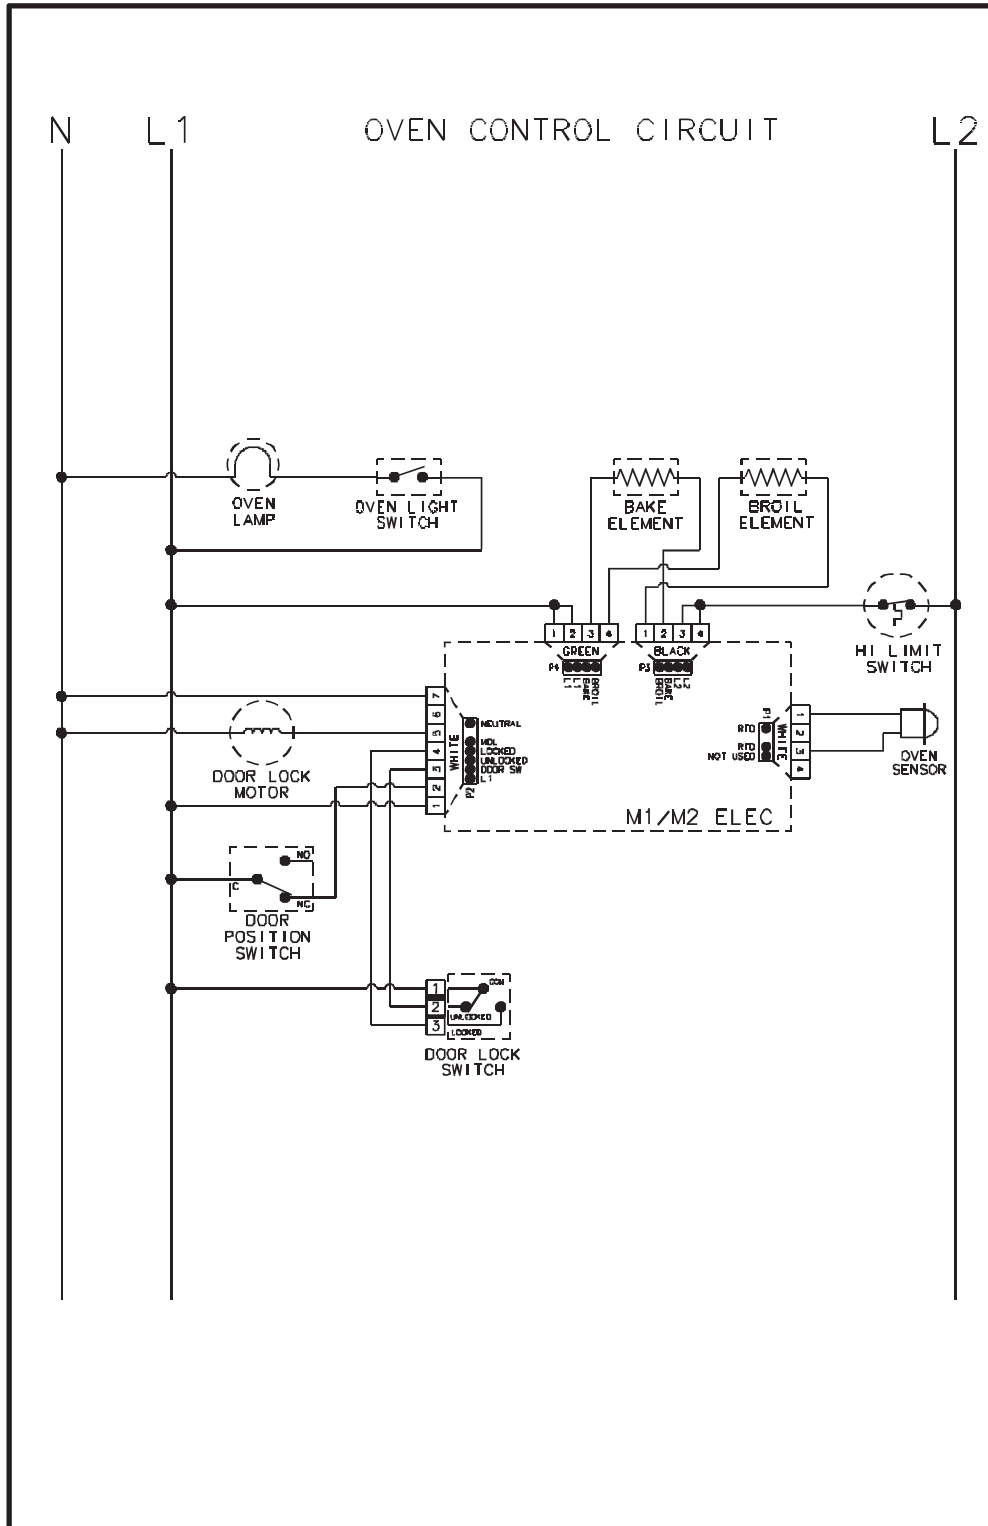 N L1 OVEN CONTROL CIRCUIT L2
OVEN
LAMP
OVEN LIGHT
SWITCH
BAKE
ELEMENT
BROIL
ELEMENT
HI LIMIT
SWITCH
1 2 3 4
GREEN
P4
L1
L1
BAKE
BROIL
1 2 3 4
BLACK
P3
BROIL
BAKE
L2
L2
7
6
5
4
3
2
1
WHITE
P2
NEUTRAL
MDL
LOCKED
UNLOCKED
DOOR SW
L1
P1
WHITE
RTD
RTD
NOT USED
1
2
3
4
OVEN
SENSOR
M1/M2 ELEC
DOOR LOCK
MOTOR
NO
C
NC
DOOR
POSITION
SWITCH
1
2
3
COM
UNLOCKED
LOCKED
DOOR LOCK
SWITCH